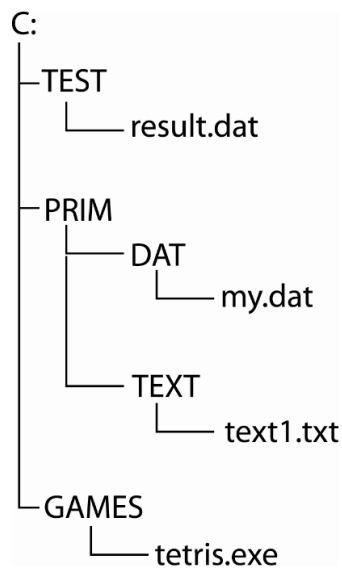 C:
TEST
result.dat
PRIM
DAT
my.dat
TEXT
text1.txt
GAMES
tetris.exe